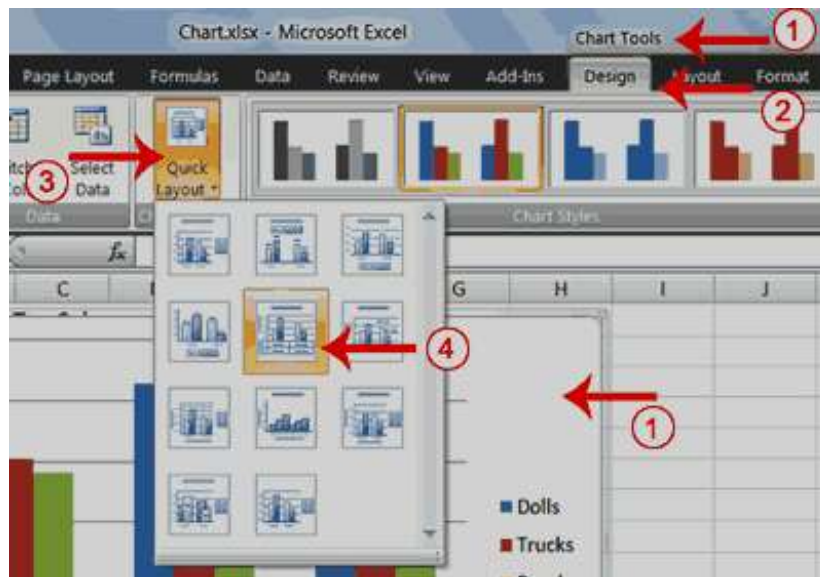 Chart.xlsx - Microsoft Excel
Chart Tools
1
Page Layout Formulas Data Review View Add-Ins Design Layout Format
2
3
Select
Data
Quick
Layout
Data
Chart Styles
fx
C
G H I J
4
1
Dolls
Trucks